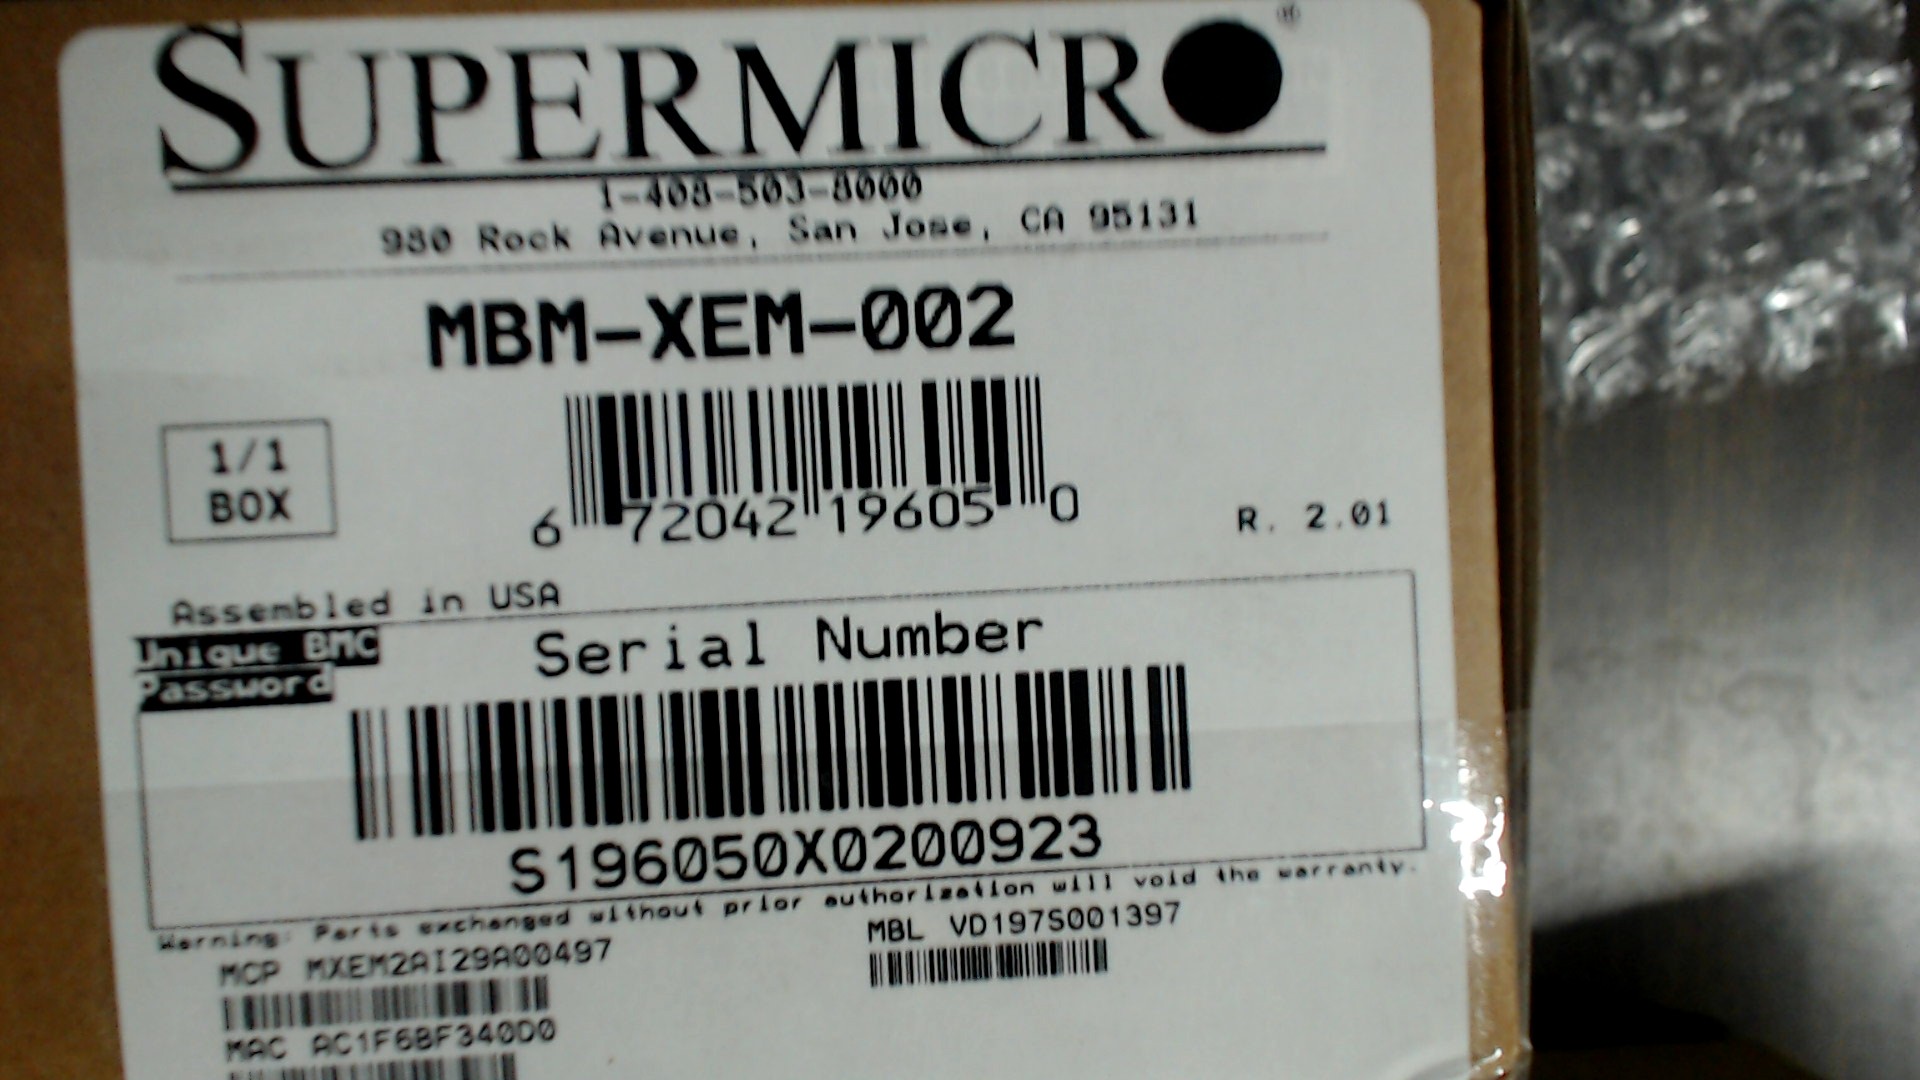 SUPERMICRO®
1-408-503-8000
980 Rock Avenue, San Jose, CA 95131
MBM-XEM-002
1/1
BOX
6 72042 19605 0
R. 2.01
Assembled in USA
Unique BMC
Password
Serial Number
S196050X0200923
Warning: Parts exchanged without prior authorization will void the warranty.
MCP MXEM2AI29A00497
MBL VD197S001397
MAC AC1F6BF340D0